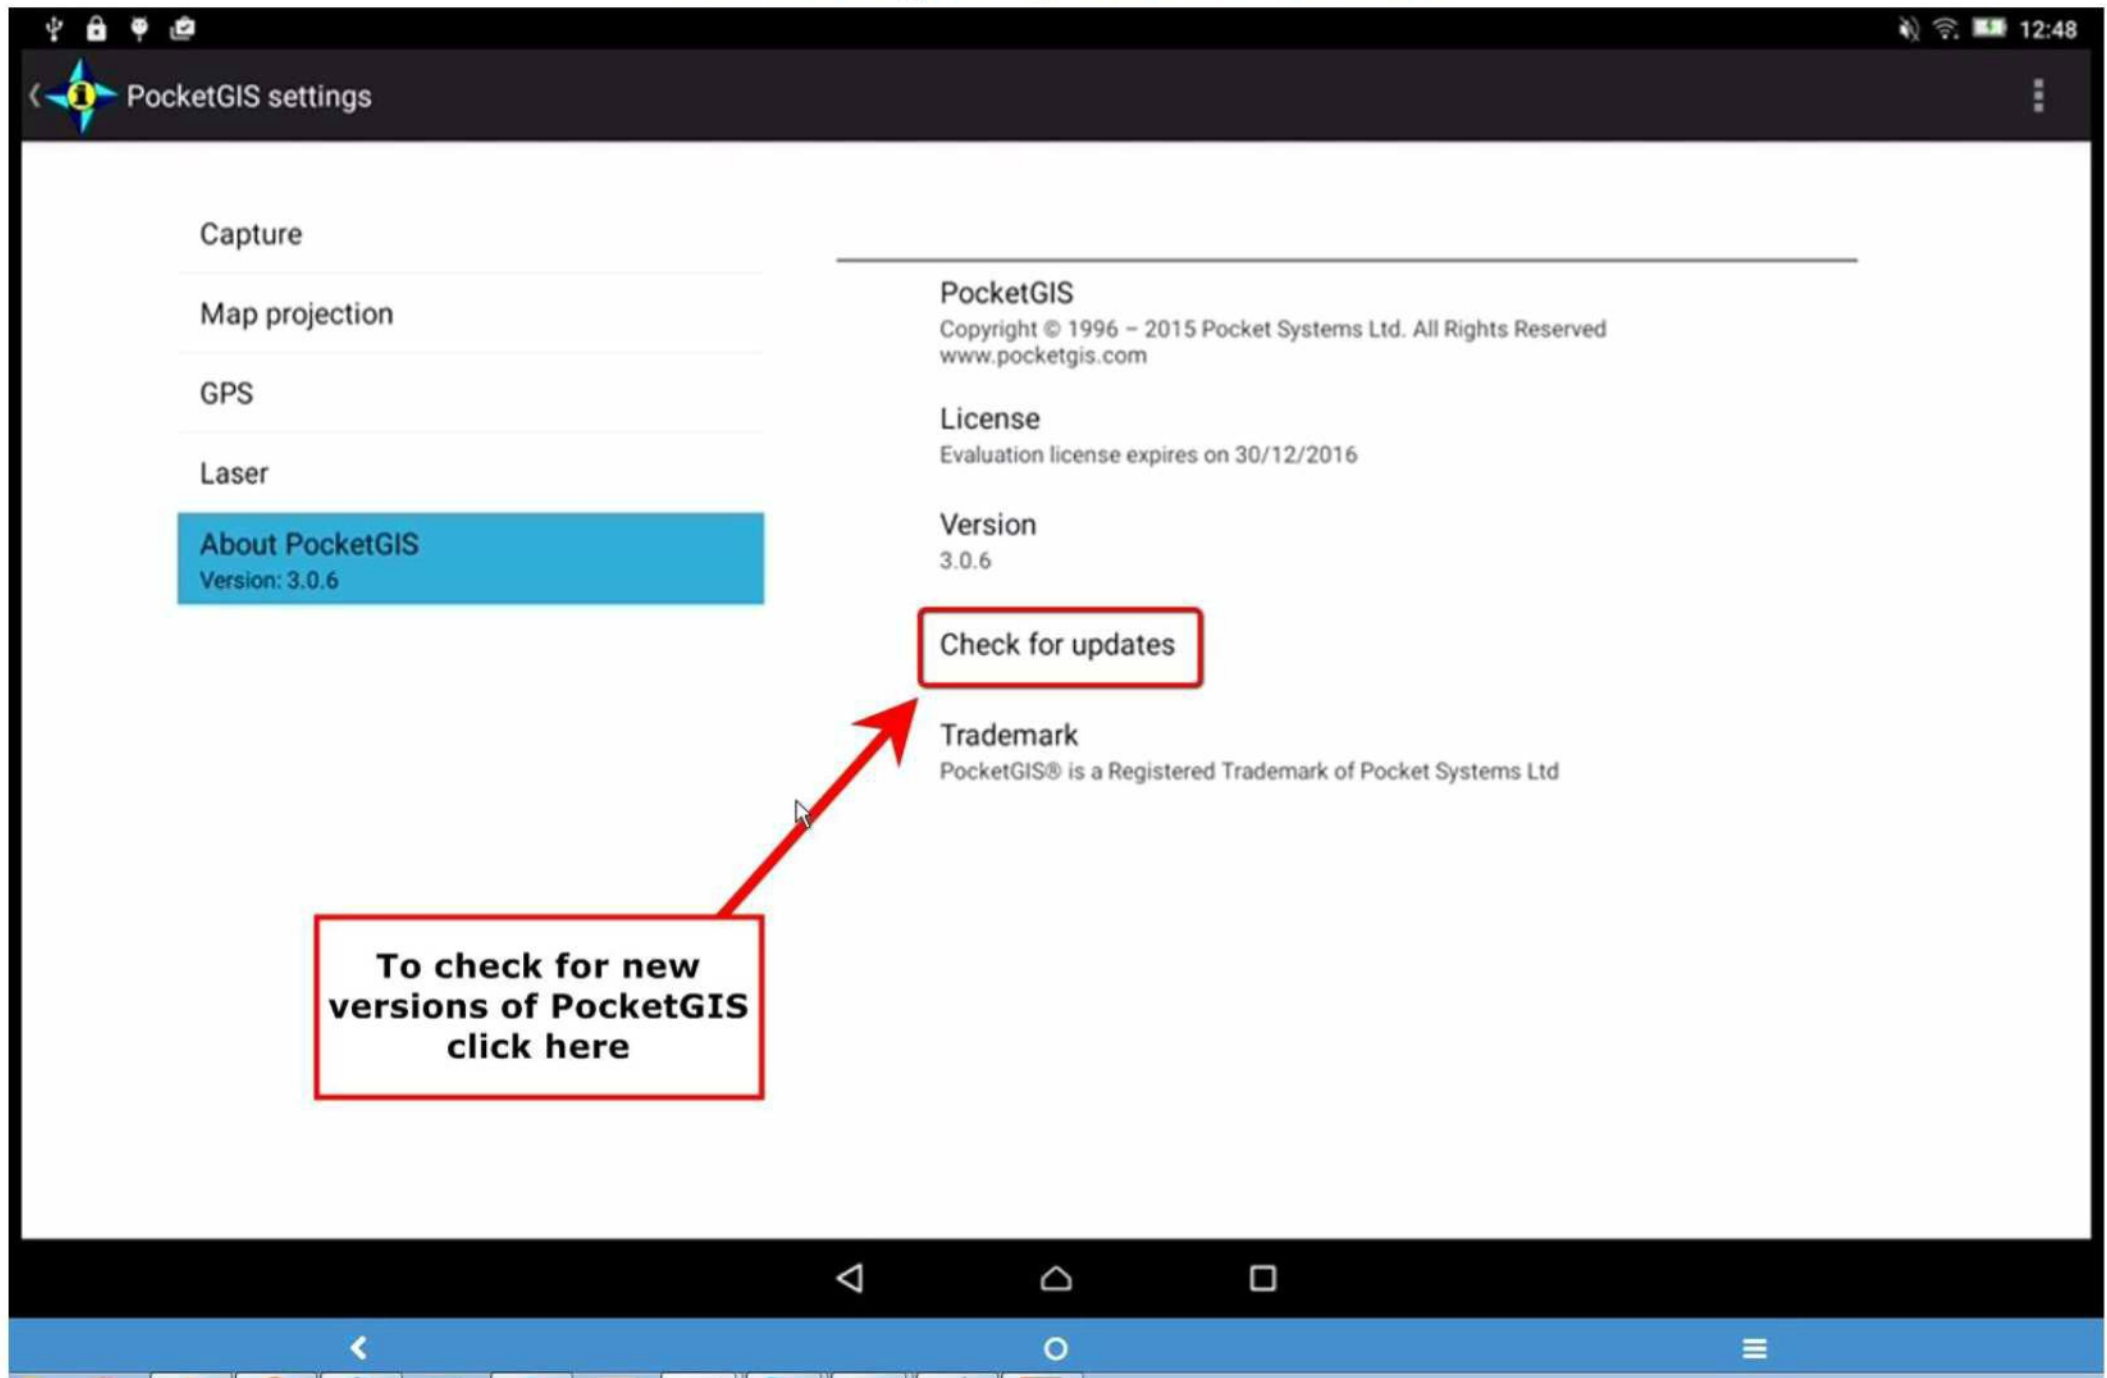 12:48
PocketGIS settings
Capture
Map projection
GPS
Laser
About PocketGIS
Version: 3.0.6
PocketGIS
Copyright © 1996 – 2015 Pocket Systems Ltd. All Rights Reserved
www.pocketgis.com
License
Evaluation license expires on 30/12/2016
Version
3.0.6
Check for updates
Trademark
PocketGIS® is a Registered Trademark of Pocket Systems Ltd
To check for new
versions of PocketGIS
click here